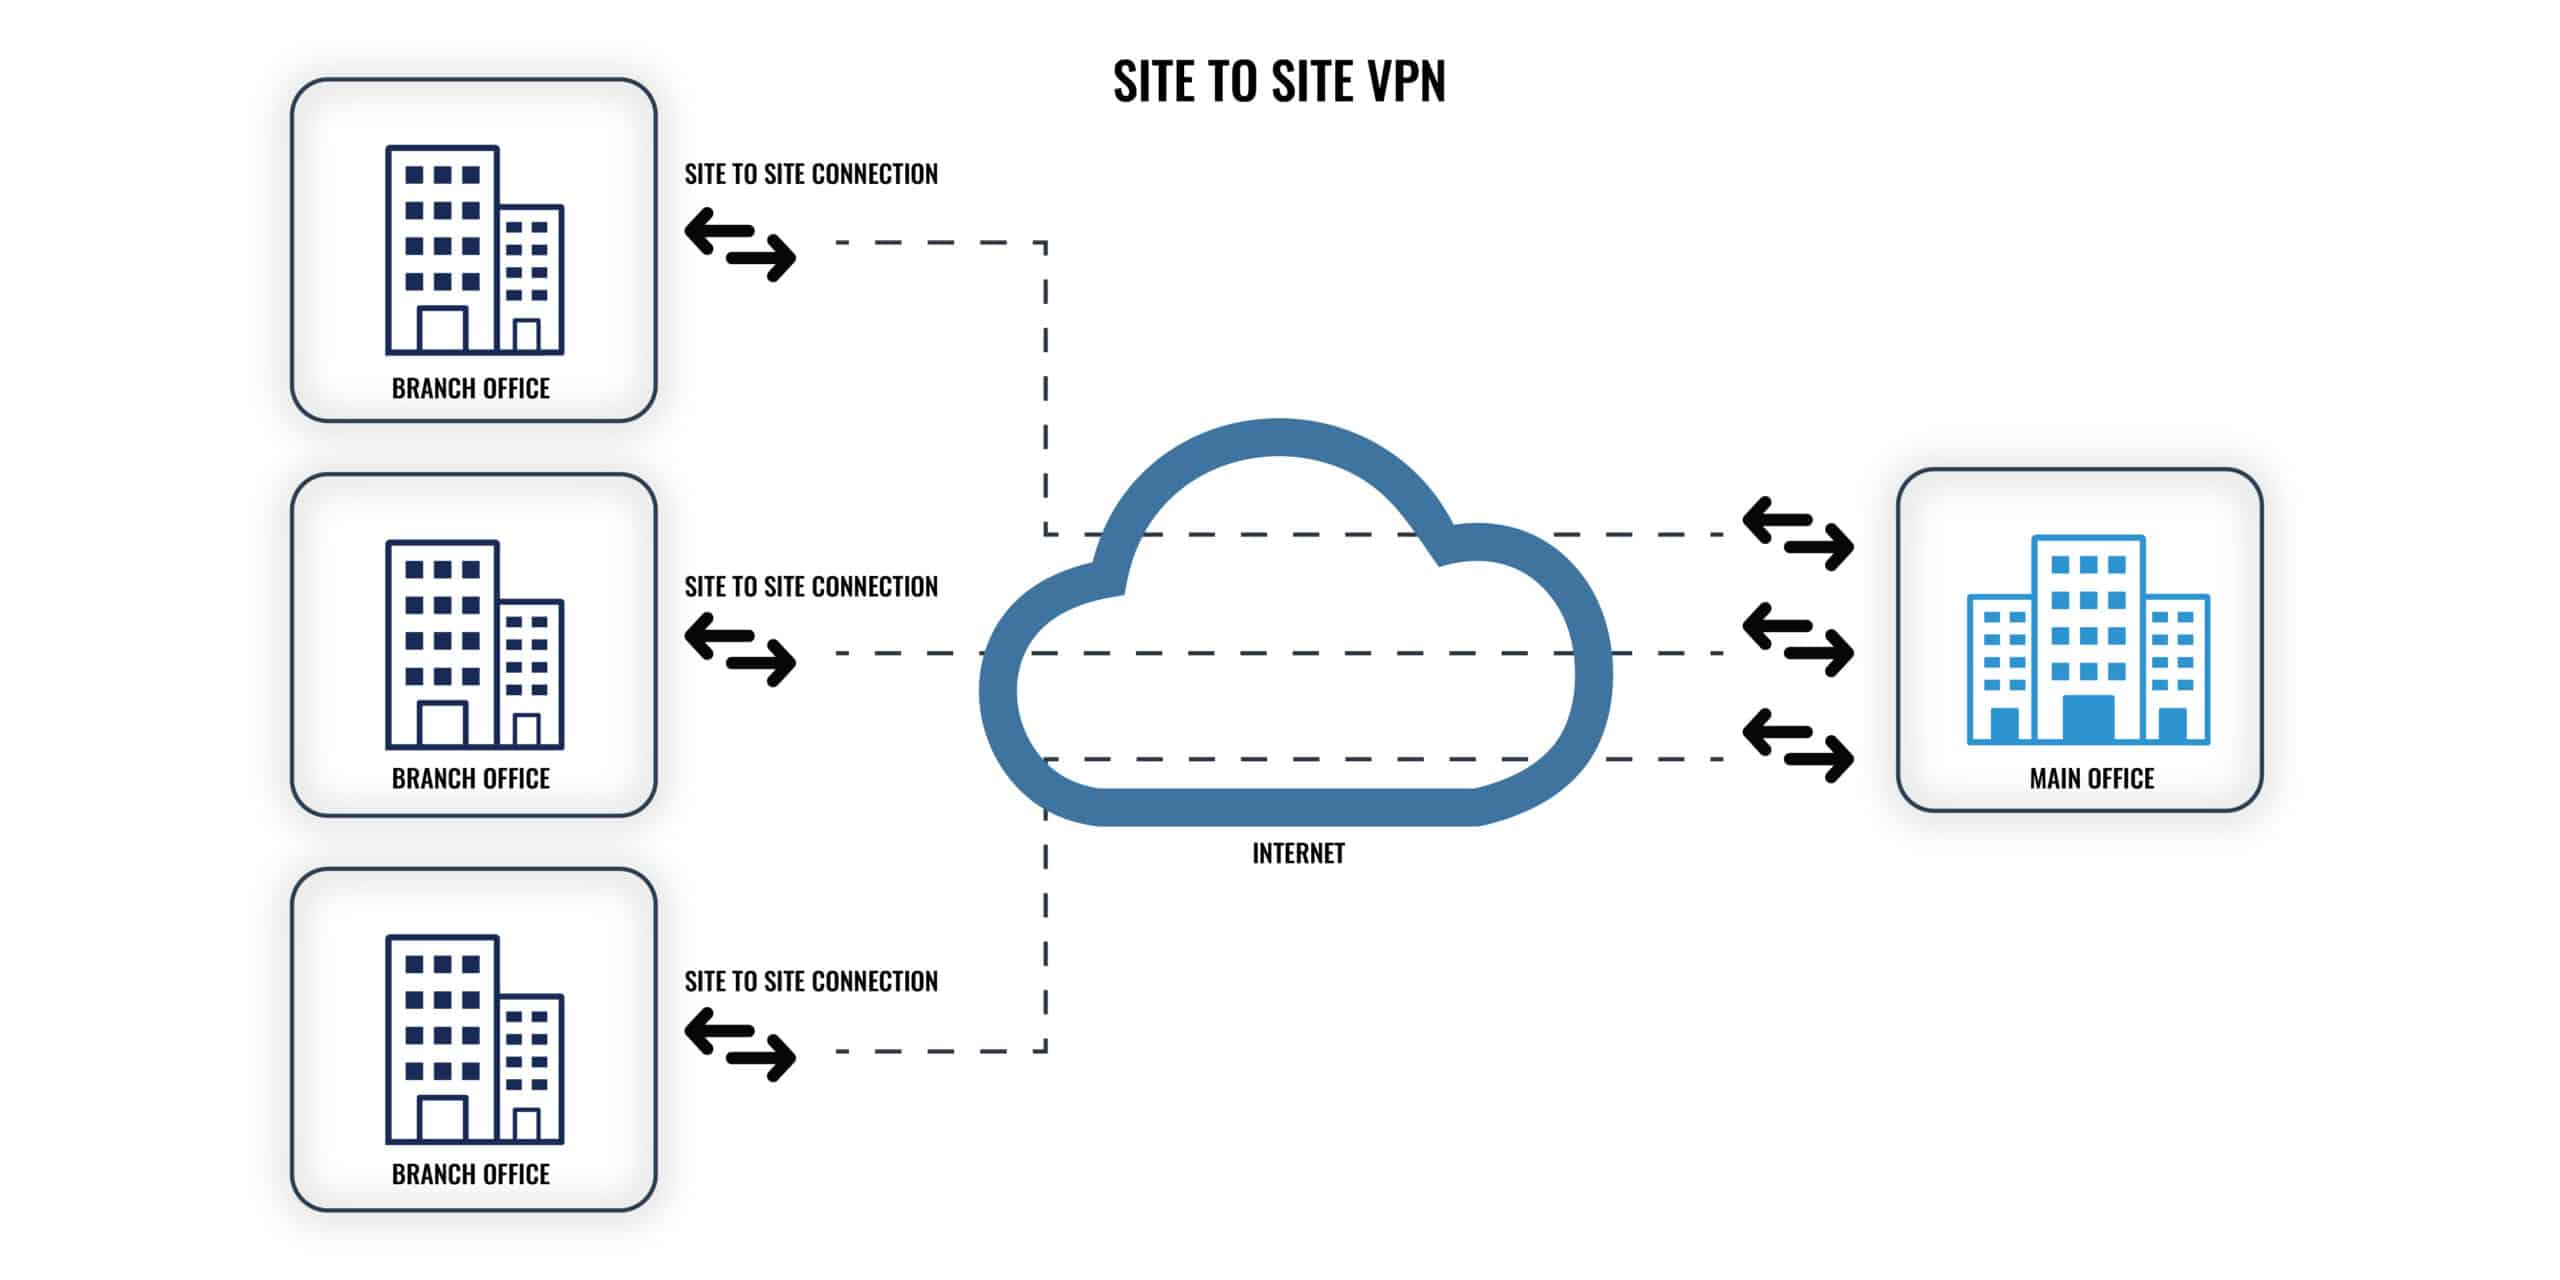 SITE TO SITE VPN
SITE TO SITE CONNECTION
BRANCH OFFICE
SITE TO SITE CONNECTION
BRANCH OFFICE
MAIN OFFICE
INTERNET
SITE TO SITE CONNECTION
BRANCH OFFICE